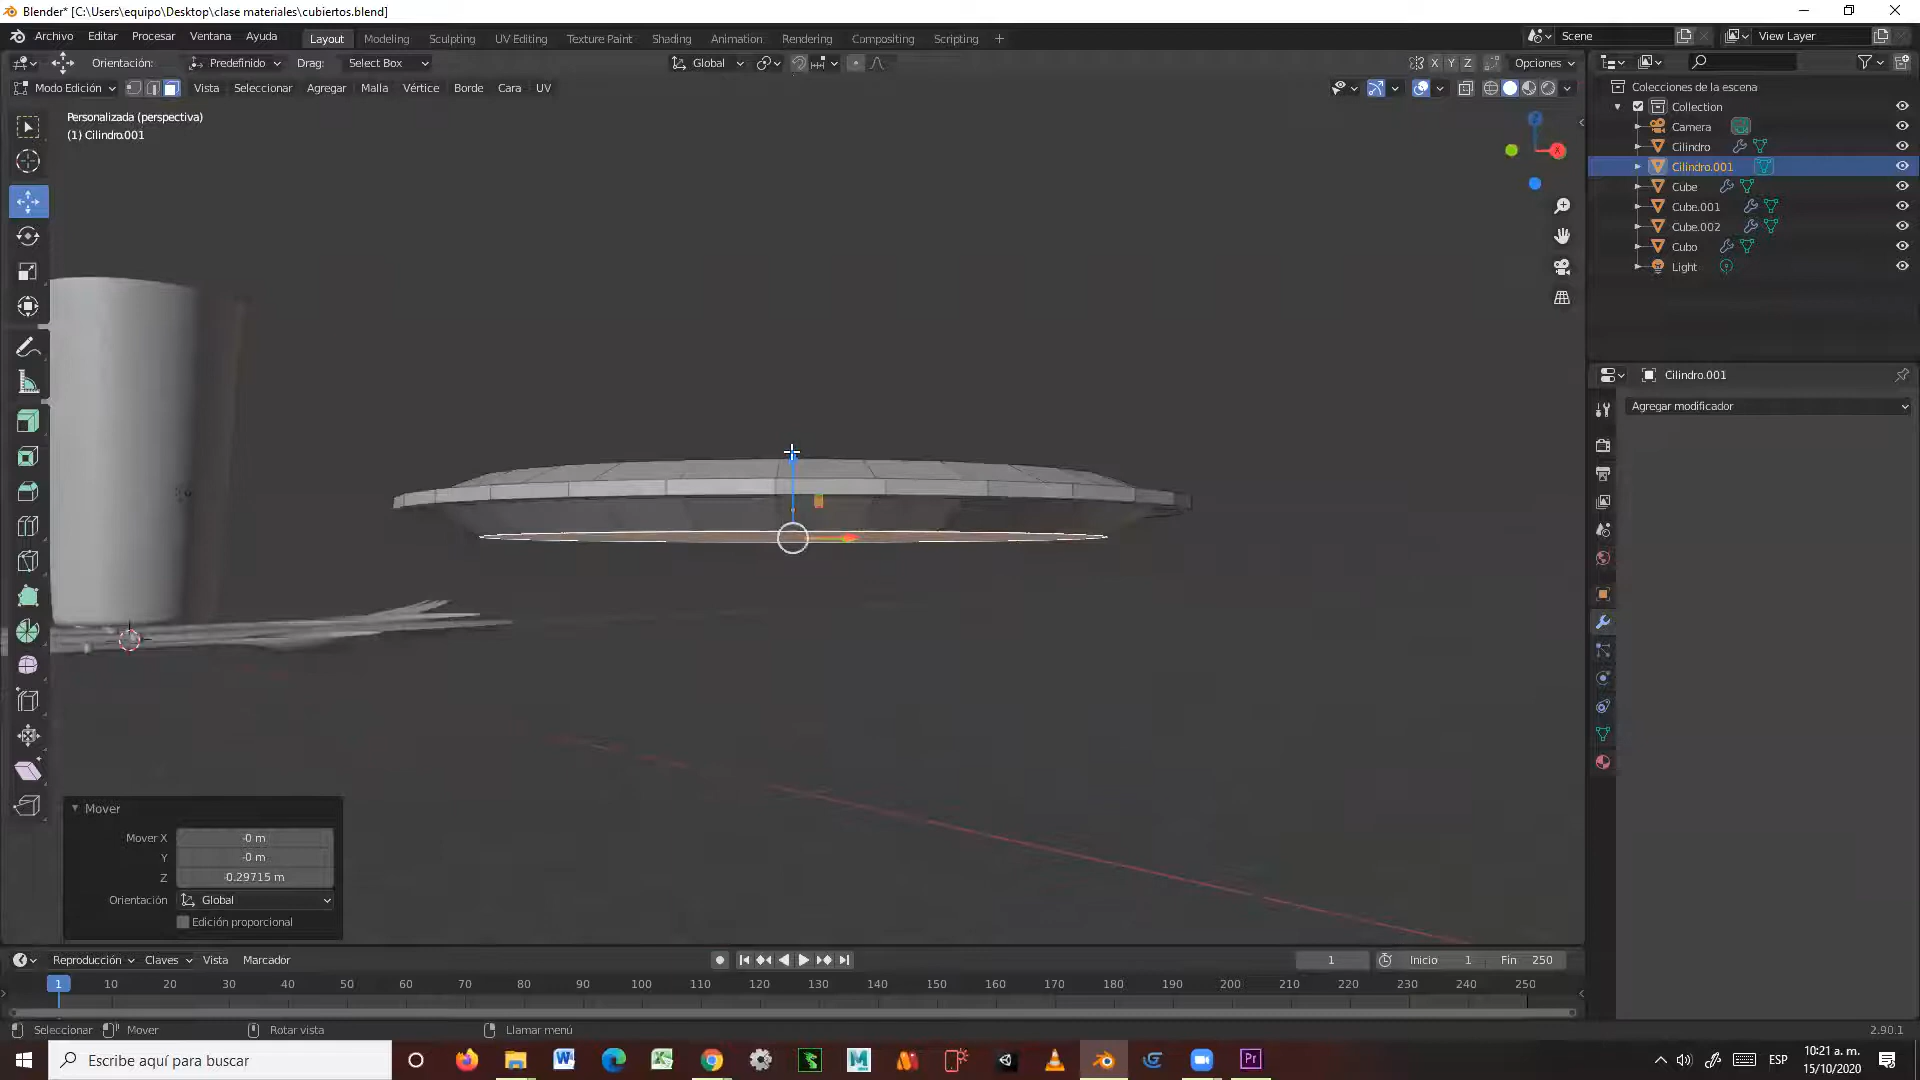 Blender* [C:\Users\equipo\Desktop\clase materiales\cubiertos.blend]
Archivo Editar Procesar Ventana Ayuda Layout Modeling Sculpting UV Editing Texture Paint Shading Animation Rendering Compositing Scripting + Scene View Layer
Orientación: Predefinido Drag: Select Box Global X Y Z Opciones
Modo Edición Vista Seleccionar Agregar Malla Vértice Borde Cara UV
Personalizada (perspectiva)
(1) Cilindro.001
Z
X
Colecciones de la escena
Collection
Camera
Cilindro
Cilindro.001
Cube
Cube.001
Cube.002
Cubo
Light
Cilindro.001
Agregar modificador
Mover
Mover X -0 m
Y -0 m
Z -0.29715 m
Orientación Global
Edición proporcional
Reproducción Claves Vista Marcador 1 Inicio 1 Fin 250
1 10 20 30 40 50 60 70 80 90 100 110 120 130 140 150 160 170 180 190 200 210 220 230 240 250
Seleccionar Mover Rotar vista Llamar menú 2.90.1
Escribe aquí para buscar
W X M Pr ESP
10:21 a. m.
15/10/2020